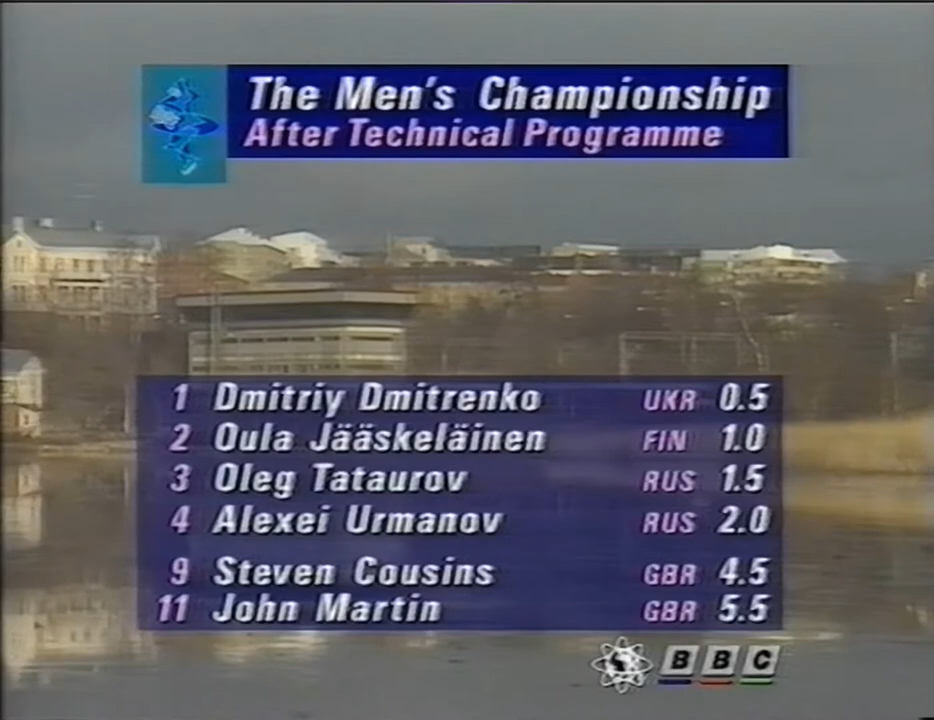 The Men's Championship
After Technical Programme
1 Dmitriy Dmitrenko UKR 0.5
2 Oula Jääskeläinen FIN 1.0
3 Oleg Tataurov RUS 1.5
4 Alexei Urmanov RUS 2.0
9 Steven Cousins GBR 4.5
11 John Martin GBR 5.5
BBC